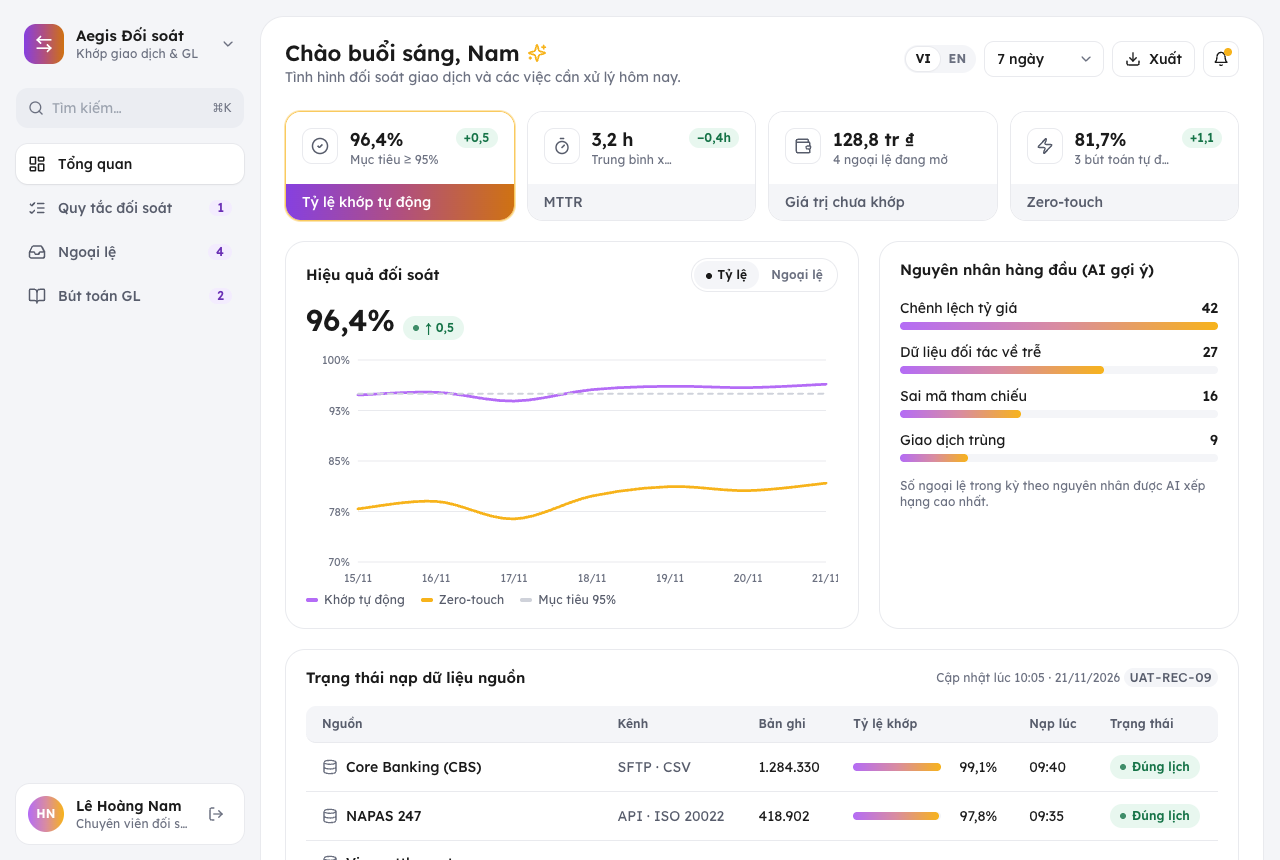 Aegis Đối soát
Khớp giao dịch & GL
Tìm kiếm...
⌘K
Tổng quan
Quy tắc đối soát 1
Ngoại lệ 4
Bút toán GL 2
HN
Lê Hoàng Nam
Chuyên viên đối s...
Chào buổi sáng, Nam
Tình hình đối soát giao dịch và các việc cần xử lý hôm nay.
VI EN
7 ngày
Xuất
96,4% +0,5
Mục tiêu ≥ 95%
Tỷ lệ khớp tự động
3,2 h −0,4h
Trung bình x...
MTTR
128,8 tr ₫
4 ngoại lệ đang mở
Giá trị chưa khớp
81,7% +1,1
3 bút toán tự đ...
Zero-touch
Hiệu quả đối soát
Tỷ lệ Ngoại lệ
96,4% ↑ 0,5
100%
93%
85%
78%
70%
15/11 16/11 17/11 18/11 19/11 20/11 21/11
Khớp tự động Zero-touch Mục tiêu 95%
Nguyên nhân hàng đầu (AI gợi ý)
Chênh lệch tỷ giá 42
Dữ liệu đối tác về trễ 27
Sai mã tham chiếu 16
Giao dịch trùng 9
Số ngoại lệ trong kỳ theo nguyên nhân được AI xếp
hạng cao nhất.
Trạng thái nạp dữ liệu nguồn
Cập nhật lúc 10:05 · 21/11/2026 UAT-REC-09
Nguồn Kênh Bản ghi Tỷ lệ khớp Nạp lúc Trạng thái
Core Banking (CBS) SFTP · CSV 1.284.330 99,1% 09:40 Đúng lịch
NAPAS 247 API · ISO 20022 418.902 97,8% 09:35 Đúng lịch